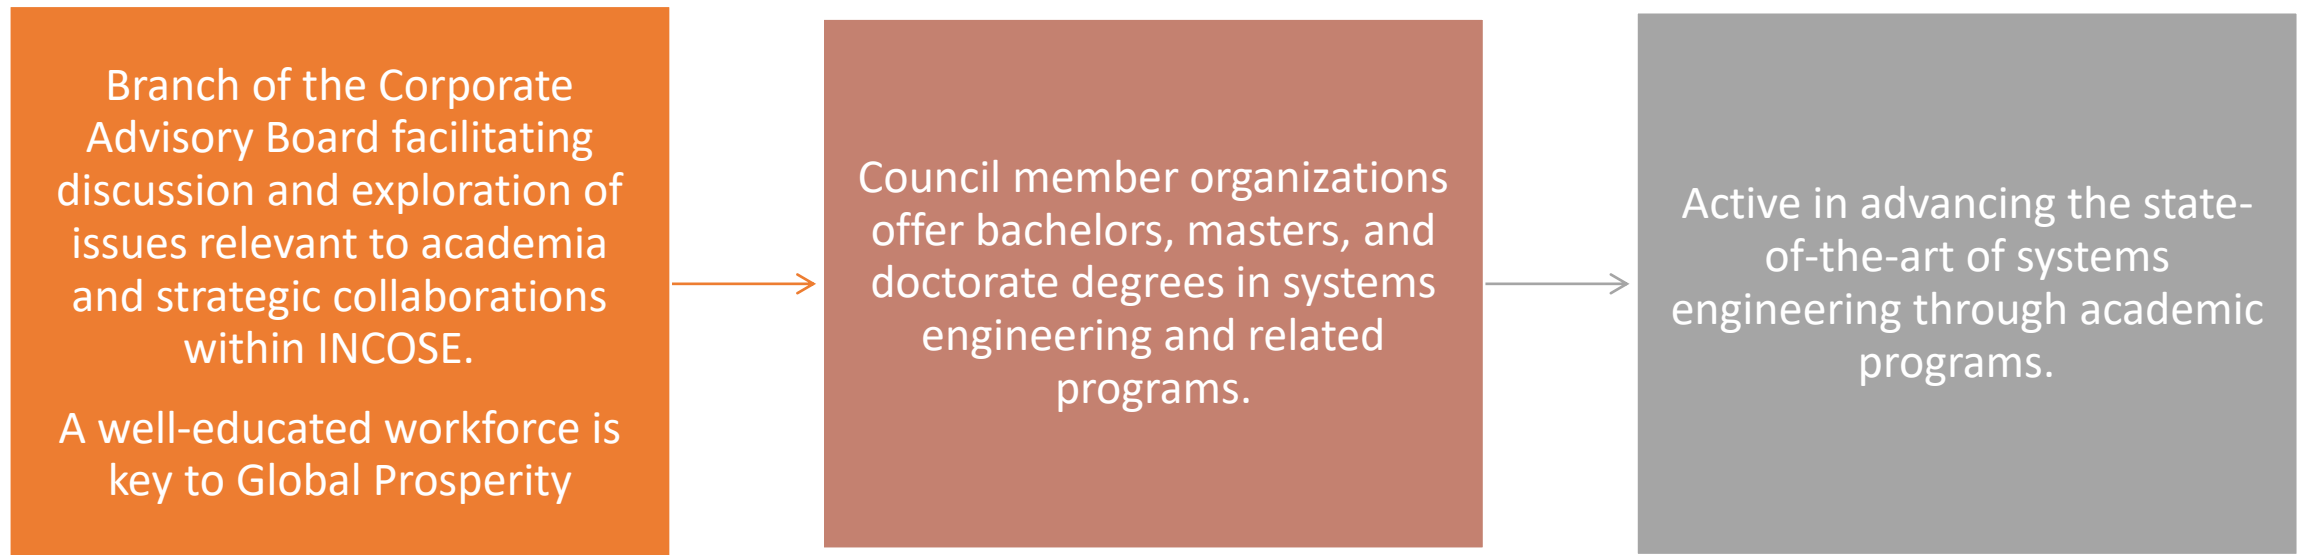 Branch of the Corporate
Advisory Board facilitating
discussion and exploration of
issues relevant to academia
and strategic collaborations
within INCOSE.
A well-educated workforce is
key to Global Prosperity
Council member organizations
offer bachelors, masters, and
doctorate degrees in systems
engineering and related
programs.
Active in advancing the state-
of-the-art of systems
engineering through academic
programs.